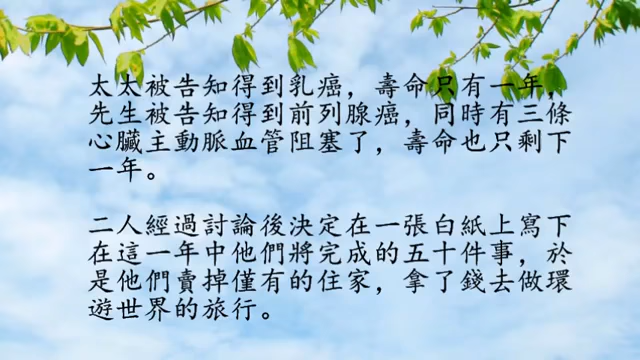 太太被告知得到乳癌，壽命只有一年，
先生被告知得到前列腺癌，同時有三條
心臟主動脈血管阻塞了，壽命也只剩下
一年。
二人經過討論後決定在一張白紙上寫下
在這一年中他們將完成的五十件事，於
是他們賣掉僅有的住家，拿了錢去做環
遊世界的旅行。